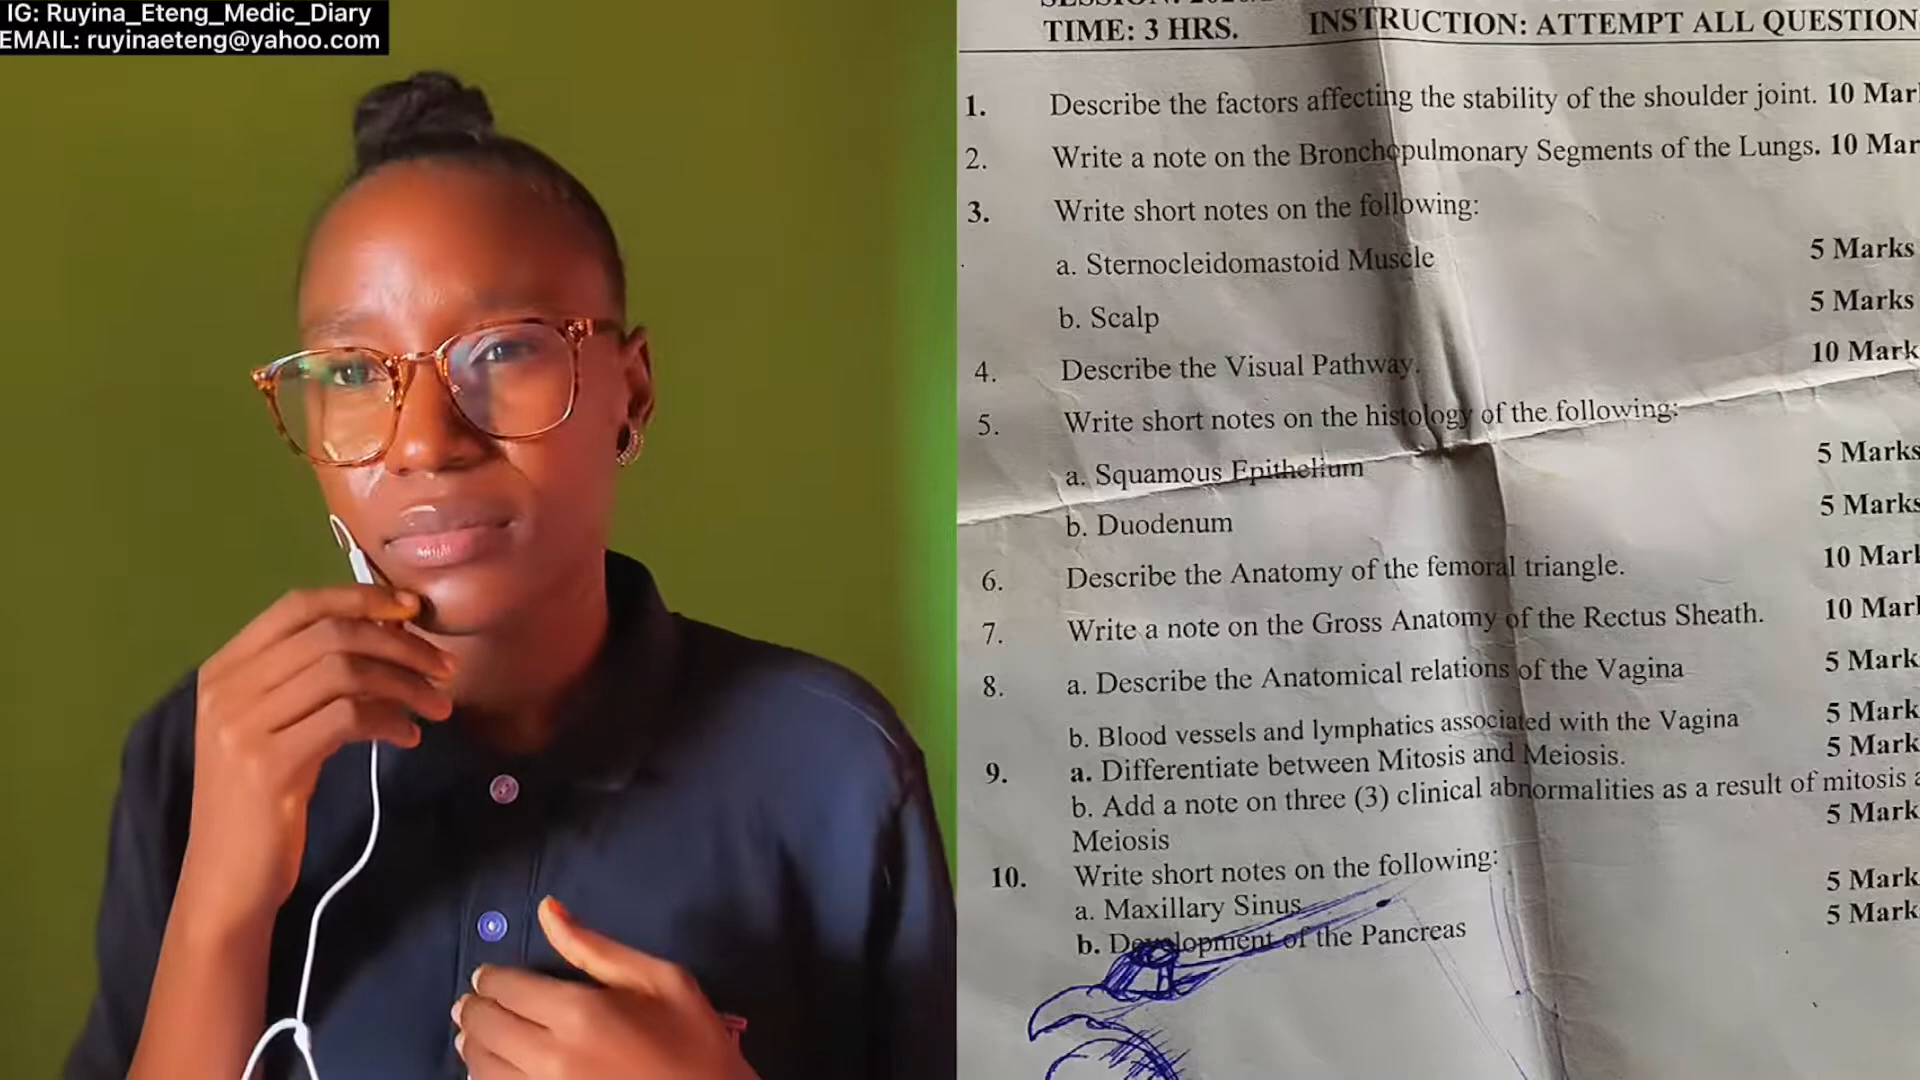 IG: Ruyina_Eteng_Medic_Diary
EMAIL: ruyinaeteng@yahoo.com
TIME: 3 HRS. INSTRUCTION: ATTEMPT ALL QUESTION
1. Describe the factors affecting the stability of the shoulder joint. 10 Mar
2. Write a note on the Bronchopulmonary Segments of the Lungs. 10 Mar
3. Write short notes on the following:
a. Sternocleidomastoid Muscle 5 Marks
b. Scalp 5 Marks
4. Describe the Visual Pathway. 10 Mark
5. Write short notes on the histology of the following:
a. Squamous Epithelium 5 Marks
b. Duodenum 5 Marks
6. Describe the Anatomy of the femoral triangle. 10 Mar
7. Write a note on the Gross Anatomy of the Rectus Sheath. 10 Mar
8. a. Describe the Anatomical relations of the Vagina 5 Mark
b. Blood vessels and lymphatics associated with the Vagina 5 Mark
9. a. Differentiate between Mitosis and Meiosis. 5 Mark
b. Add a note on three (3) clinical abnormalities as a result of mitosis a
Meiosis 5 Mark
10. Write short notes on the following:
a. Maxillary Sinus 5 Mark
b. Development of the Pancreas 5 Mark